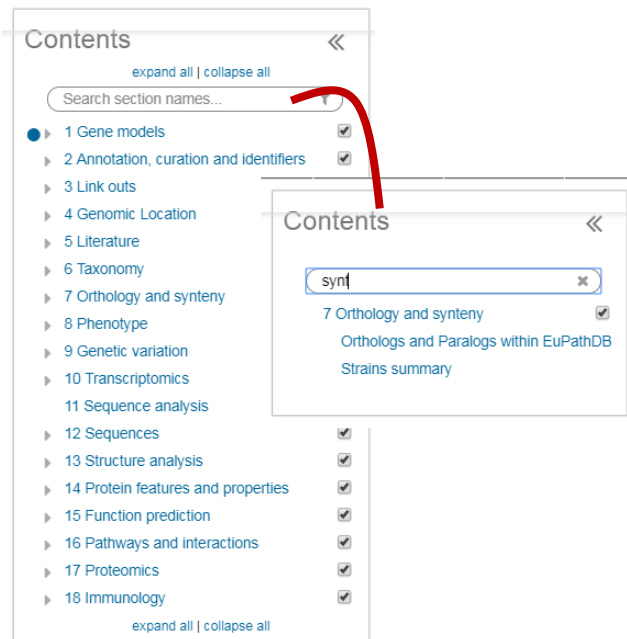 Contents
expand all | collapse all
Search section names...
1 Gene models
2 Annotation, curation and identifiers
3 Link outs
4 Genomic Location
5 Literature
6 Taxonomy
7 Orthology and synteny
8 Phenotype
9 Genetic variation
10 Transcriptomics
11 Sequence analysis
12 Sequences
13 Structure analysis
14 Protein features and properties
15 Function prediction
16 Pathways and interactions
17 Proteomics
18 Immunology
expand all | collapse all
Contents
synt
7 Orthology and synteny
Orthologs and Paralogs within EuPathDB
Strains summary